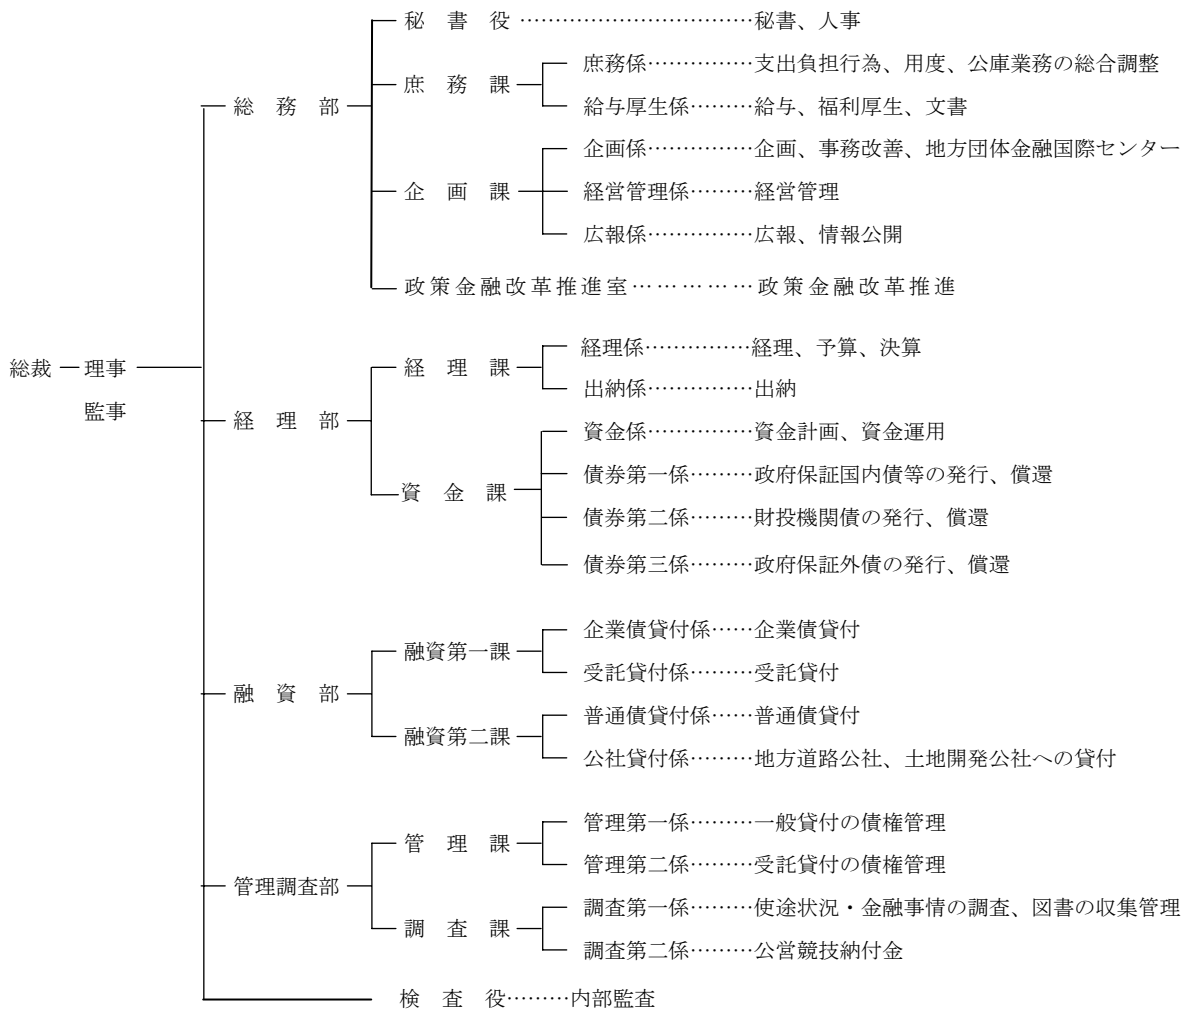 秘書役……………………………秘書、人事
庶務係……………支出負担行為、用度、公庫業務の総合調整
庶務課
総務部
給与厚生係………給与、福利厚生、文書
企画係……………企画、事務改善、地方団体金融国際センター
企画課
経営管理係………経営管理
広報係……………広報、情報公開
政策金融改革推進室……………政策金融改革推進
経理係……………経理、予算、決算
総裁
理事
経理課
出納係……………出納
監事
経理部
資金係……………資金計画、資金運用
債券第一係………政府保証国内債等の発行、償還
資金課
債券第二係………財投機関債の発行、償還
債券第三係………政府保証外債の発行、償還
企業債貸付係……企業債貸付
融資第一課
受託貸付係………受託貸付
融資部
普通債貸付係……普通債貸付
融資第二課
公社貸付係………地方道路公社、土地開発公社への貸付
管理第一係………一般貸付の債権管理
管理課
管理第二係………受託貸付の債権管理
管理調査部
調査第一係………使途状況・金融事情の調査、図書の収集管理
調査課
調査第二係………公営競技納付金
検査役………内部監査